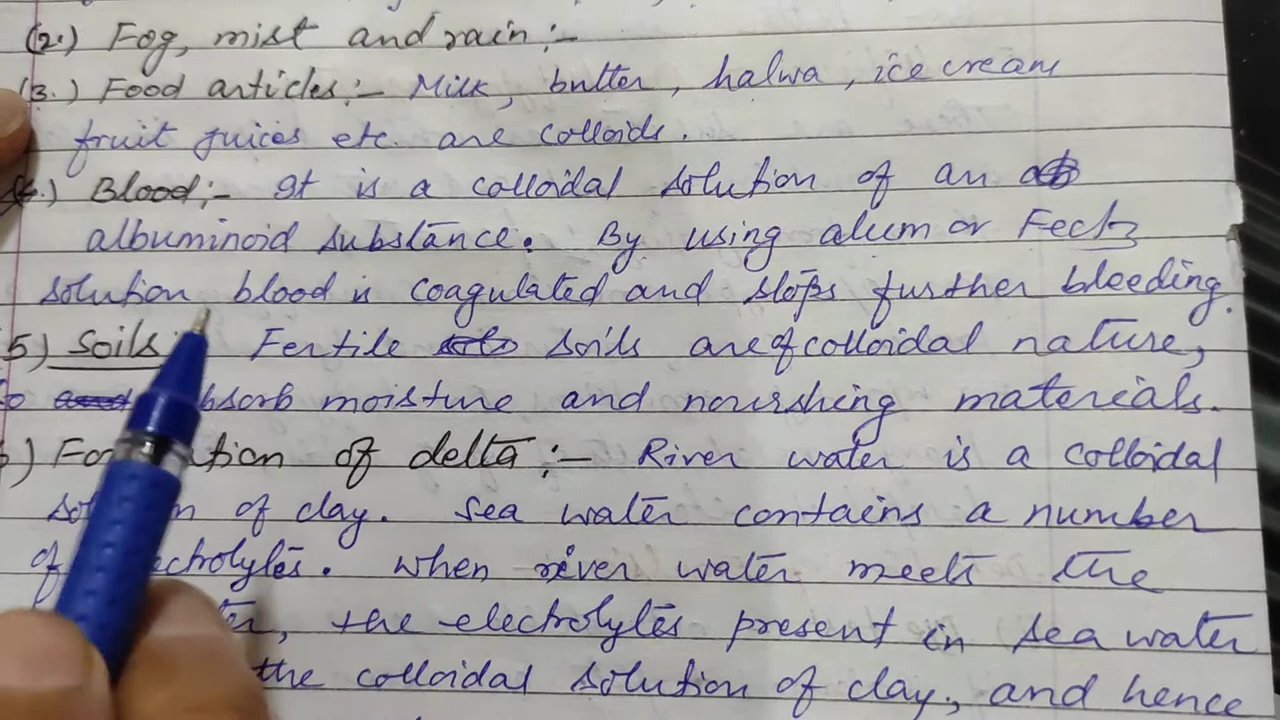 (2.) Fog, mist and rain :-
(3.) Food articles :- Milk, butter, halwa, ice cream
fruit juices etc. are colloids.
(4.) Blood :- It is a colloidal solution of an
albuminoid substance. By using alum or Fecl3
solution blood is coagulated and stops further bleeding.
5) Soils Fertile soils are of colloidal nature,
absorb moisture and nourshing materials.
) of delta :- River water is a colloidal
of clay. Sea water contains a number
of When river water meets the
the electrolytes present in sea water
the colloidal solution of clay, and hence